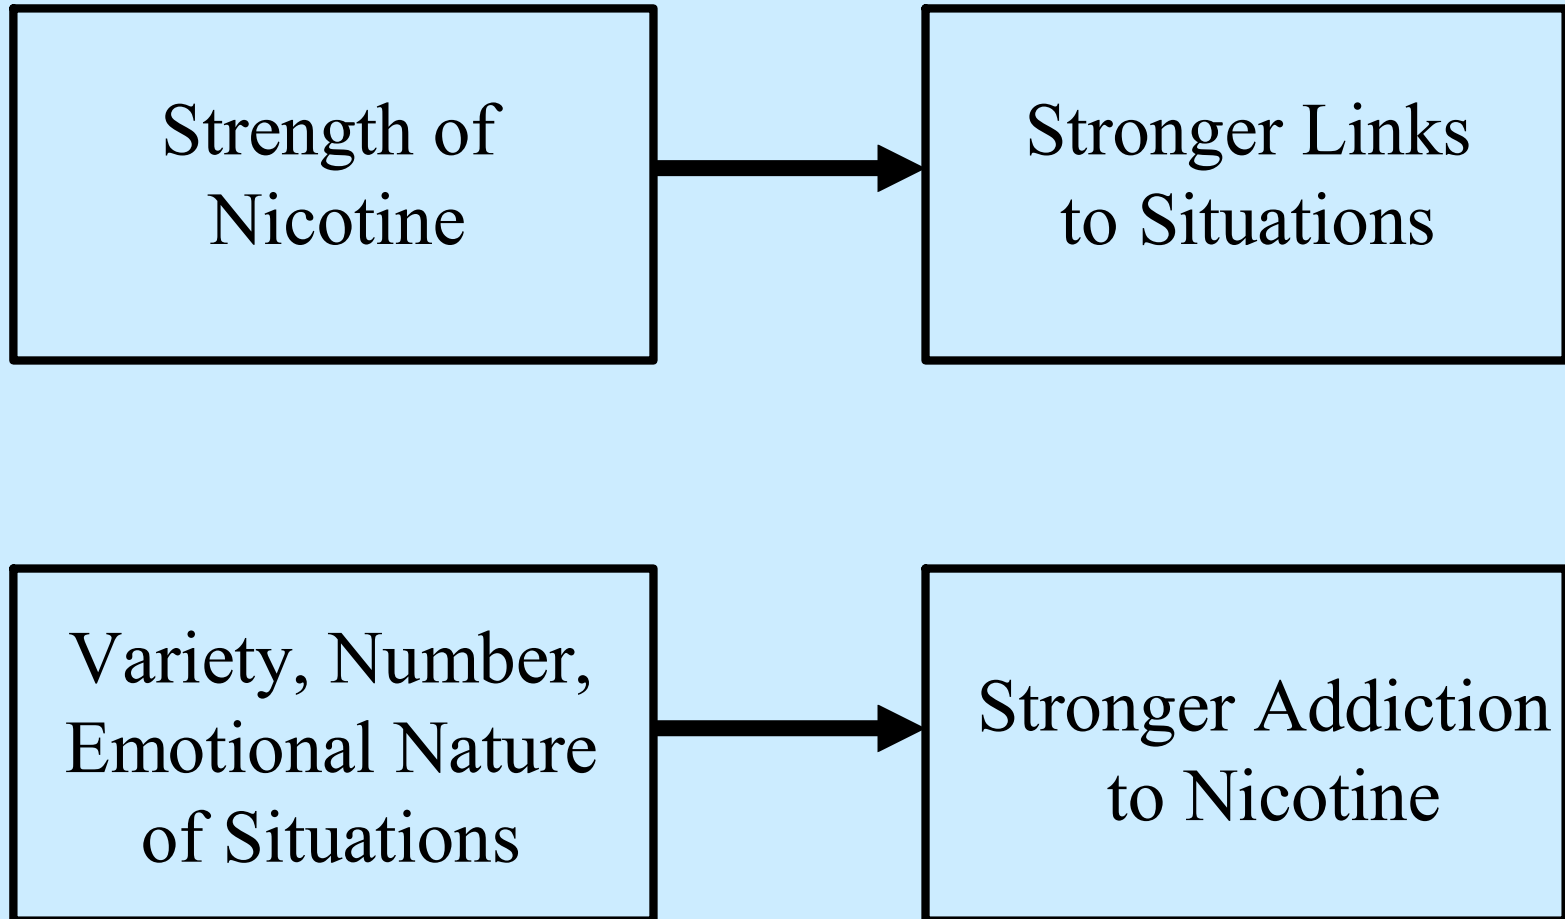 Strength of
Nicotine
Stronger Links
to Situations
Variety, Number,
Emotional Nature
of Situations
Stronger Addiction
to Nicotine